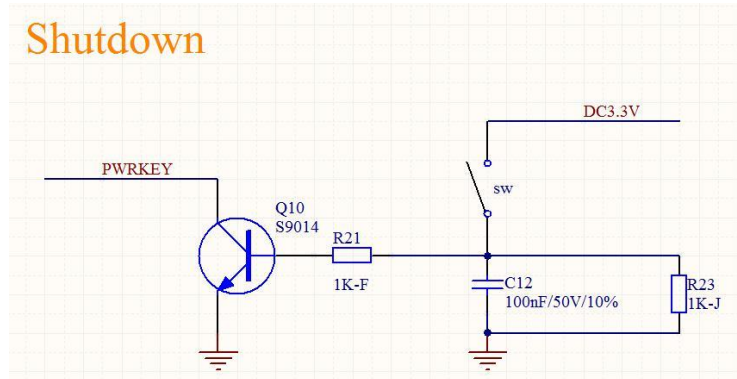 Shutdown
DC3.3V
PWRKEY
sw
Q10
S9014
R21
1K-F
C12
100nF/50V/10%
R23
1K-J